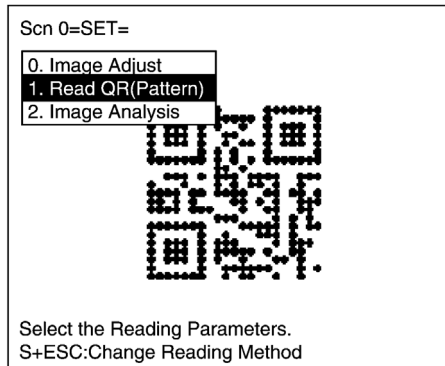 Scn 0=SET=
0. Image Adjust
1. Read QR(Pattern)
2. Image Analysis
Select the Reading Parameters.
S+ESC:Change Reading Method